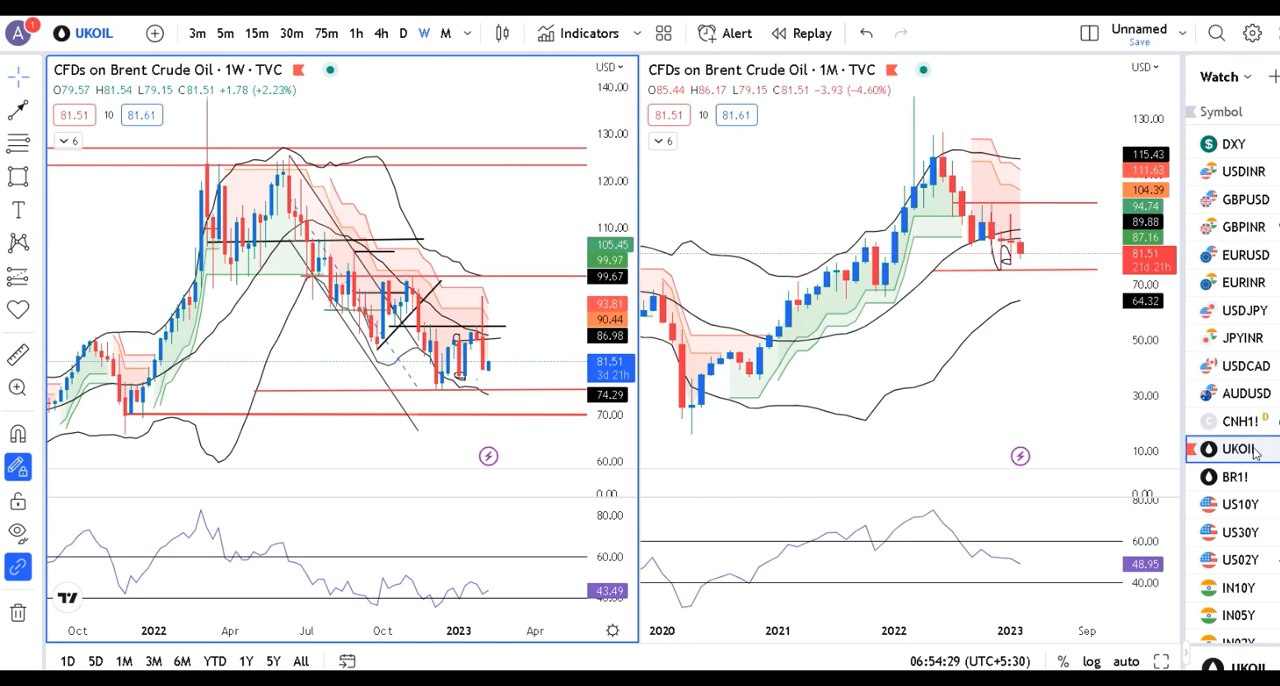 A 1 UKOIL 3m 5m 15m 30m 75m 1h 4h D W M Indicators Alert Replay Unnamed
Save
CFDs on Brent Crude Oil · 1W · TVC USD
O79.57 H81.54 L79.15 C81.51 +1.78 (+2.23%)
81.51 10 81.61
6
140.00
130.00
120.00
110.00
105.45
99.97
99.67
93.81
90.44
86.98
81.51
3d 21h
74.29
70.00
60.00
0.00
80.00
60.00
43.49
40.00
Oct 2022 Apr Jul Oct 2023 Apr
CFDs on Brent Crude Oil · 1M · TVC USD
O85.44 H86.17 L79.15 C81.51 −3.93 (−4.60%)
81.51 10 81.61
6
130.00
115.43
111.63
104.39
94.74
89.88
87.16
81.51
21d 21h
70.00
64.32
50.00
30.00
10.00
0.00
80.00
60.00
48.95
40.00
2020 2021 2022 2023 Sep
1D 5D 1M 3M 6M YTD 1Y 5Y All 06:54:29 (UTC+5:30) % log auto
Watch
Symbol
DXY
USDINR
GBPUSD
GBPINR
EURUSD
EURINR
USDJPY
JPYINR
USDCAD
AUDUSD
CNH1! D
UKOIL
BR1!
US10Y
US30Y
US02Y
IN10Y
IN05Y
UKOIL